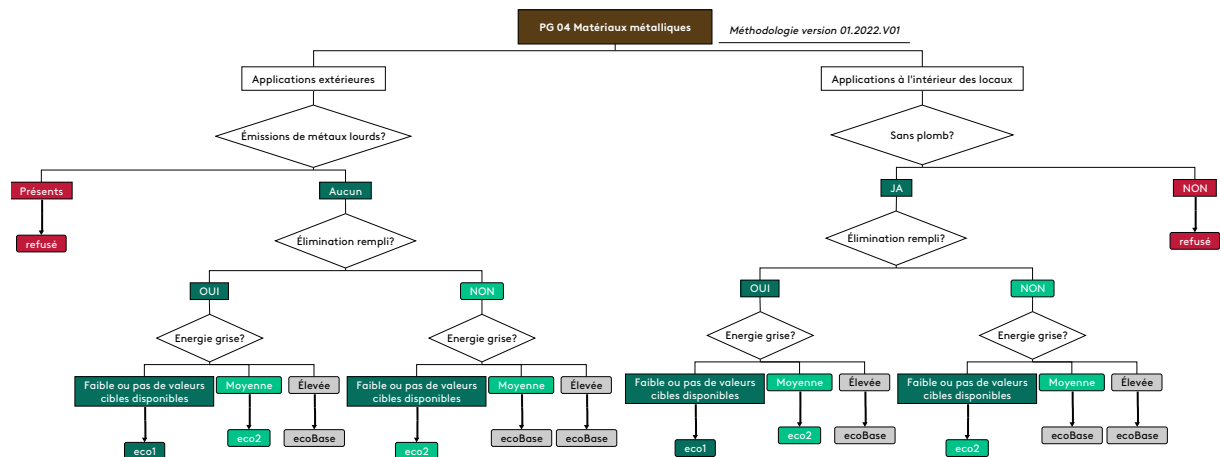 PG 04 Matériaux métalliques
Méthodologie version 01.2022.V01
Applications extérieures
Applications à l'intérieur des locaux
Émissions de métaux lourds?
Sans plomb?
Présents
Aucun
JA
NON
refusé
Élimination rempli?
Élimination rempli?
refusé
OUI
NON
OUI
NON
Energie grise?
Energie grise?
Energie grise?
Energie grise?
Faible ou pas de valeurs
cibles disponibles
Moyenne
Élevée
Faible ou pas de valeurs
cibles disponibles
Moyenne
Élevée
Faible ou pas de valeurs
cibles disponibles
Moyenne
Élevée
Faible ou pas de valeurs
cibles disponibles
Moyenne
Élevée
eco1
eco2
ecoBase
eco2
ecoBase
ecoBase
eco1
eco2
ecoBase
eco2
ecoBase
ecoBase